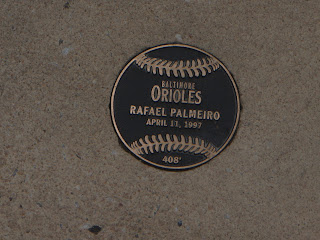 BALTIMORE
ORIOLES
RAFAEL PALMEIRO
APRIL 11, 1997
408'